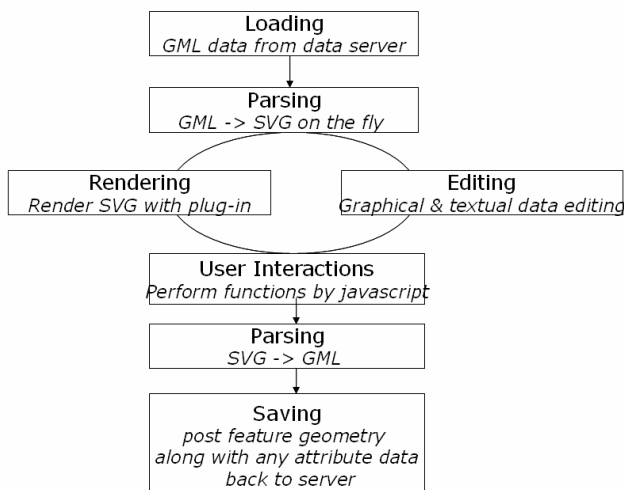 Loading
GML data from data server
Parsing
GML -> SVG on the fly
Rendering
Render SVG with plug-in
Editing
Graphical & textual data editing
User Interactions
Perform functions by javascript
Parsing
SVG -> GML
Saving
post feature geometry
along with any attribute data
back to server